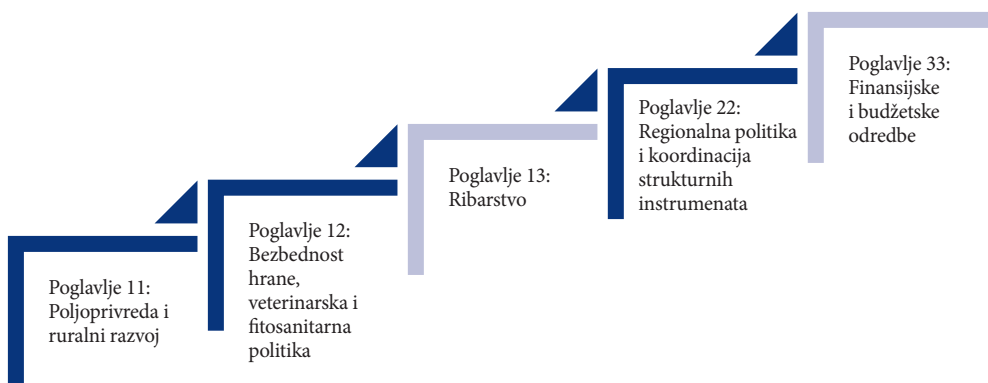 Poglavlje 11:
Poljoprivreda i
ruralni razvoj
Poglavlje 12:
Bezbednost
hrane,
veterinarska i
fitosanitarna
politika
Poglavlje 13:
Ribarstvo
Poglavlje 22:
Regionalna politika
i koordinacija
strukturnih
instrumenata
Poglavlje 33:
Finansijske
i budžetske
odredbe